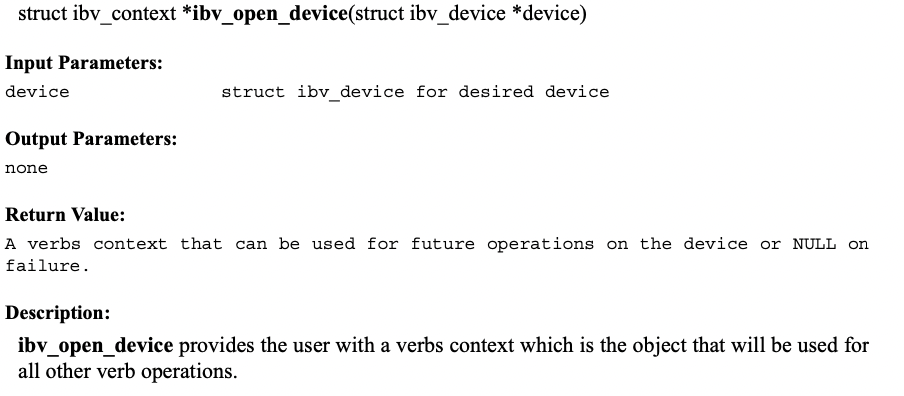 struct ibv_context *ibv_open_device(struct ibv_device *device)
Input Parameters:
device struct ibv_device for desired device
Output Parameters:
none
Return Value:
A verbs context that can be used for future operations on the device or NULL on
failure.
Description:
ibv_open_device provides the user with a verbs context which is the object that will be used for
all other verb operations.